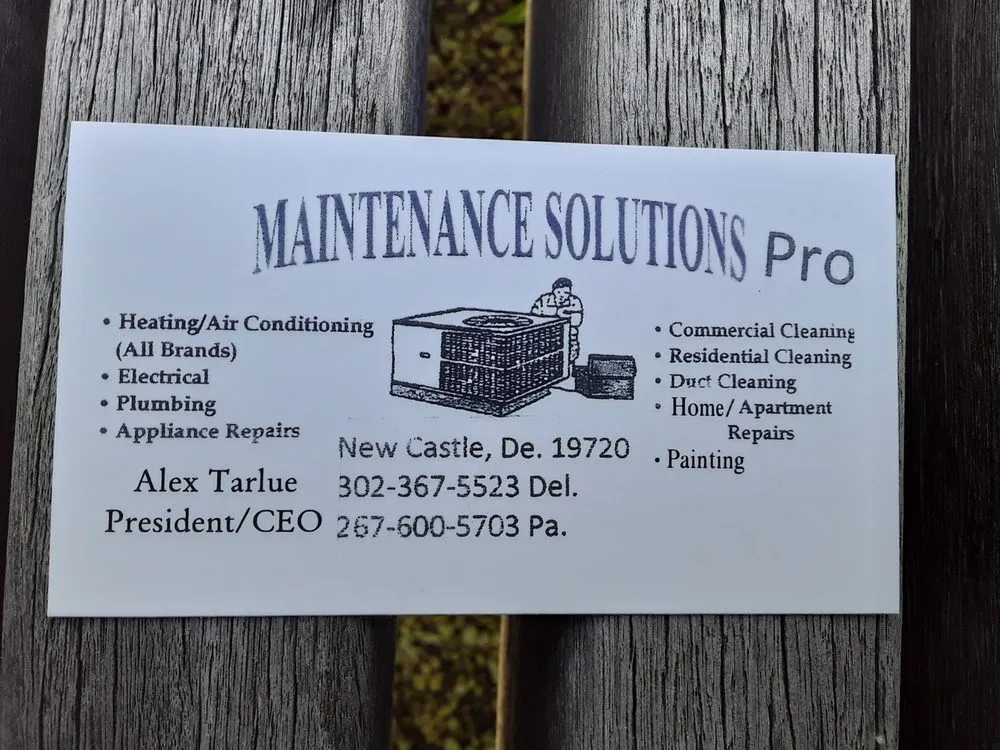 MAINTENANCE SOLUTIONS Pro
• Heating/Air Conditioning
(All Brands)
• Electrical
• Plumbing
• Appliance Repairs
• Commercial Cleaning
• Residential Cleaning
• Duct Cleaning
• Home/ Apartment
Repairs
• Painting
New Castle, De. 19720
302-367-5523 Del.
267-600-5703 Pa.
Alex Tarlue
President/CEO